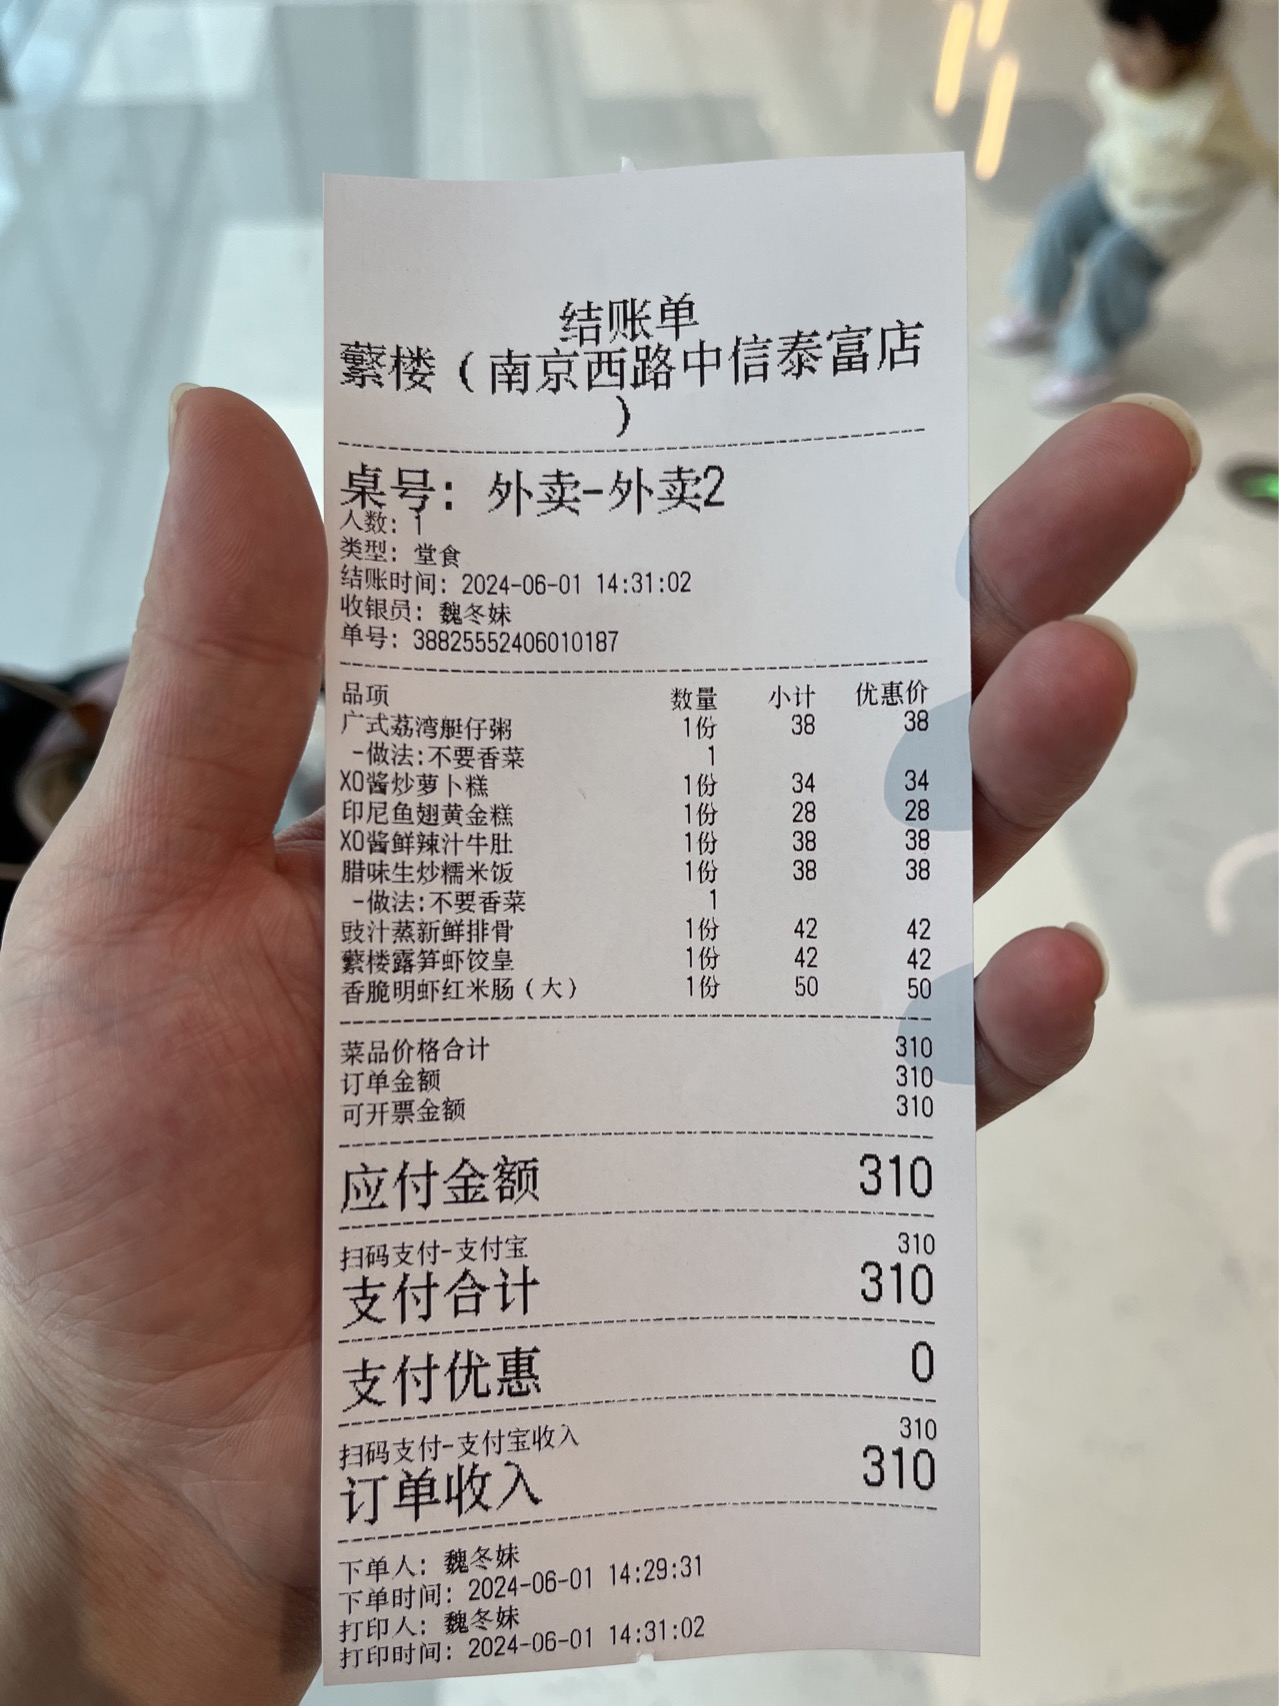 结账单
蘩楼（南京西路中信泰富店
）
桌号：外卖-外卖2
人数：1
类型：堂食
结账时间：2024-06-01 14:31:02
收银员：魏冬妹
单号：38825552406010187
品项 数量 小计 优惠价
广式荔湾艇仔粥 1份 38 38
-做法:不要香菜 1
XO酱炒萝卜糕 1份 34 34
印尼鱼翅黄金糕 1份 28 28
XO酱鲜辣汁牛肚 1份 38 38
腊味生炒糯米饭 1份 38 38
-做法:不要香菜 1
豉汁蒸新鲜排骨 1份 42 42
蘩楼露笋虾饺皇 1份 42 42
香脆明虾红米肠（大） 1份 50 50
菜品价格合计 310
订单金额 310
可开票金额 310
应付金额 310
扫码支付-支付宝 310
支付合计 310
支付优惠 0
扫码支付-支付宝收入 310
订单收入 310
下单人：魏冬妹
下单时间：2024-06-01 14:29:31
打印人：魏冬妹
打印时间：2024-06-01 14:31:02